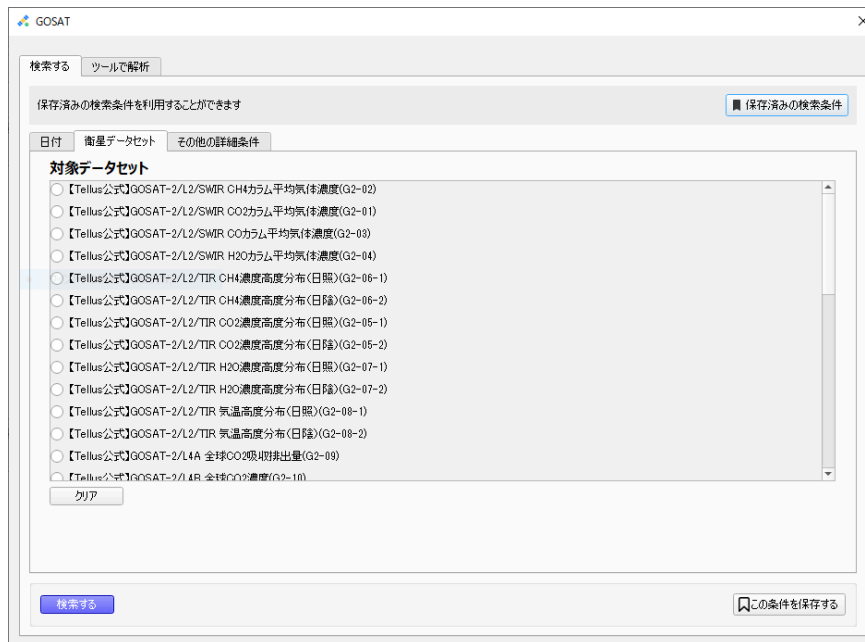 GOSAT
検索する
ツールで解析
保存済みの検索条件を利用することができます
保存済みの検索条件
日付
衛星データセット
その他の詳細条件
対象データセット
【Tellus公式】GOSAT-2/L2/SWIR CH4カラム平均気体濃度(G2-02)
【Tellus公式】GOSAT-2/L2/SWIR CO2カラム平均気体濃度(G2-01)
【Tellus公式】GOSAT-2/L2/SWIR COカラム平均気体濃度(G2-03)
【Tellus公式】GOSAT-2/L2/SWIR H2Oカラム平均気体濃度(G2-04)
【Tellus公式】GOSAT-2/L2/TIR CH4濃度高度分布(日照)(G2-06-1)
【Tellus公式】GOSAT-2/L2/TIR CH4濃度高度分布(日陰)(G2-06-2)
【Tellus公式】GOSAT-2/L2/TIR CO2濃度高度分布(日照)(G2-05-1)
【Tellus公式】GOSAT-2/L2/TIR CO2濃度高度分布(日陰)(G2-05-2)
【Tellus公式】GOSAT-2/L2/TIR H2O濃度高度分布(日照)(G2-07-1)
【Tellus公式】GOSAT-2/L2/TIR H2O濃度高度分布(日陰)(G2-07-2)
【Tellus公式】GOSAT-2/L2/TIR 気温高度分布(日照)(G2-08-1)
【Tellus公式】GOSAT-2/L2/TIR 気温高度分布(日陰)(G2-08-2)
【Tellus公式】GOSAT-2/L4A 全球CO2吸収排出量(G2-09)
【Tellus公式】GOSAT-2/L4B 全球CO2濃度(G2-10)
クリア
検索する
この条件を保存する